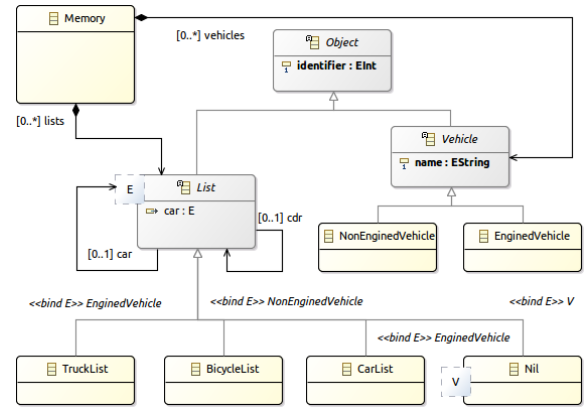 Memory
[0..*] vehicles
Object
identifier : EInt
[0..*] lists
Vehicle
name : EString
E
List
car : E
[0..1] cdr
[0..1] car
NonEnginedVehicle
EnginedVehicle
<<bind E>> EnginedVehicle
<<bind E>> NonEnginedVehicle
<<bind E>> V
<<bind E>> EnginedVehicle
TruckList
BicycleList
CarList
Nil
V